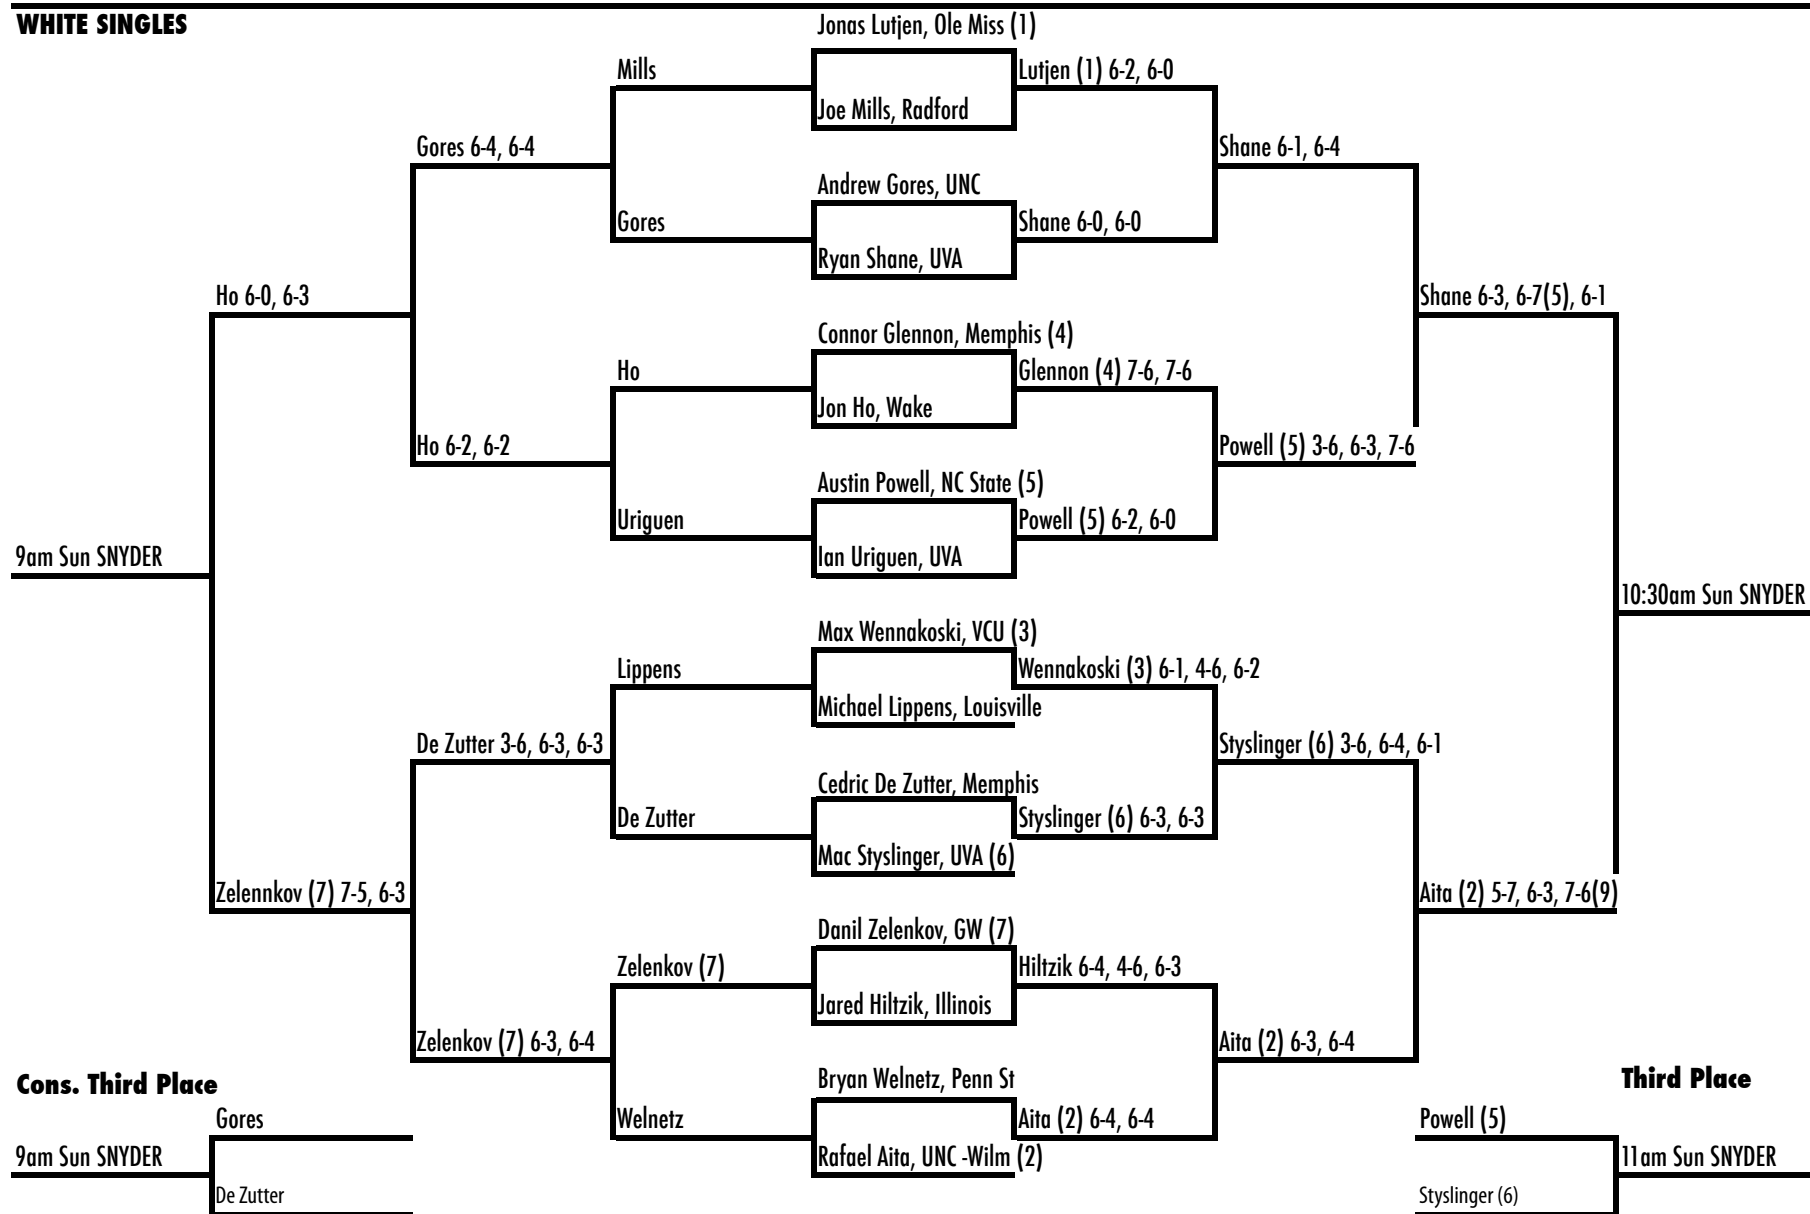 WHITE SINGLES
Jonas Lutjen, Ole Miss (1)
Mills
Lutjen (1) 6-2, 6-0
Joe Mills, Radford
Gores 6-4, 6-4
Shane 6-1, 6-4
Andrew Gores, UNC
Gores
Shane 6-0, 6-0
Ryan Shane, UVA
Ho 6-0, 6-3
Shane 6-3, 6-7(5), 6-1
Connor Glennon, Memphis (4)
Ho
Glennon (4) 7-6, 7-6
Jon Ho, Wake
Ho 6-2, 6-2
Powell (5) 3-6, 6-3, 7-6
Austin Powell, NC State (5)
Uriguen
Powell (5) 6-2, 6-0
Ian Uriguen, UVA
9am Sun SNYDER
10:30am Sun SNYDER
Max Wennakoski, VCU (3)
Lippens
Wennakoski (3) 6-1, 4-6, 6-2
Michael Lippens, Louisville
De Zutter 3-6, 6-3, 6-3
Styslinger (6) 3-6, 6-4, 6-1
Cedric De Zutter, Memphis
De Zutter
Styslinger (6) 6-3, 6-3
Mac Styslinger, UVA (6)
Zelennkov (7) 7-5, 6-3
Aita (2) 5-7, 6-3, 7-6(9)
Danil Zelenkov, GW (7)
Zelenkov (7)
Hiltzik 6-4, 4-6, 6-3
Jared Hiltzik, Illinois
Zelenkov (7) 6-3, 6-4
Aita (2) 6-3, 6-4
Cons. Third Place
Bryan Welnetz, Penn St
Third Place
Gores
Welnetz
Aita (2) 6-4, 6-4
Powell (5)
9am Sun SNYDER
Rafael Aita, UNC -Wilm (2)
11am Sun SNYDER
De Zutter
Styslinger (6)